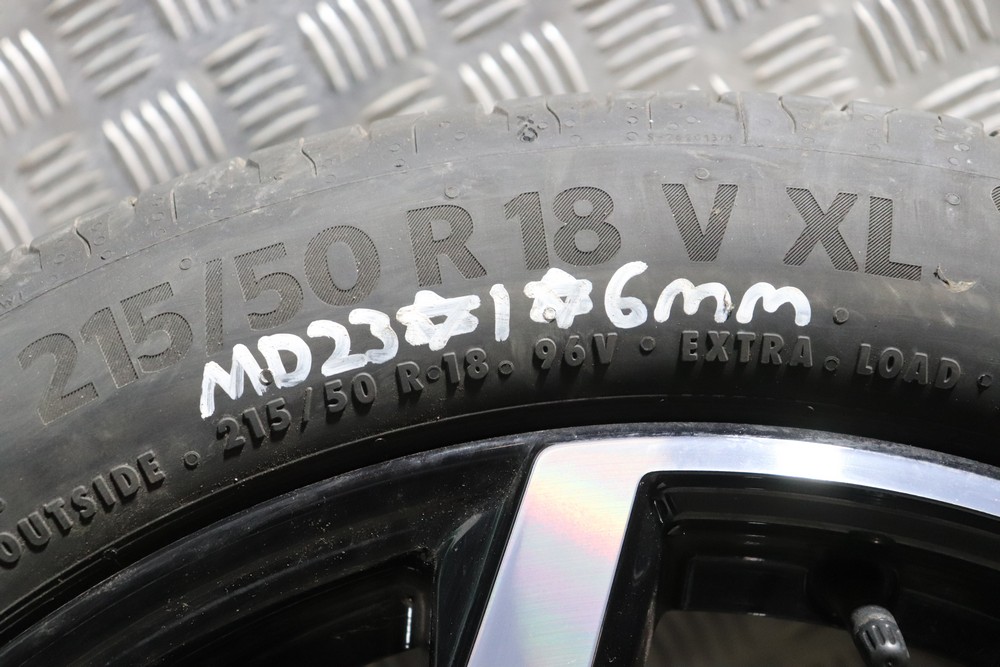 215/50 R 18 V XL
MD23☆1☆6mm
215/50 R·18· 96V · EXTRA · LOAD ·
OUTSIDE ·